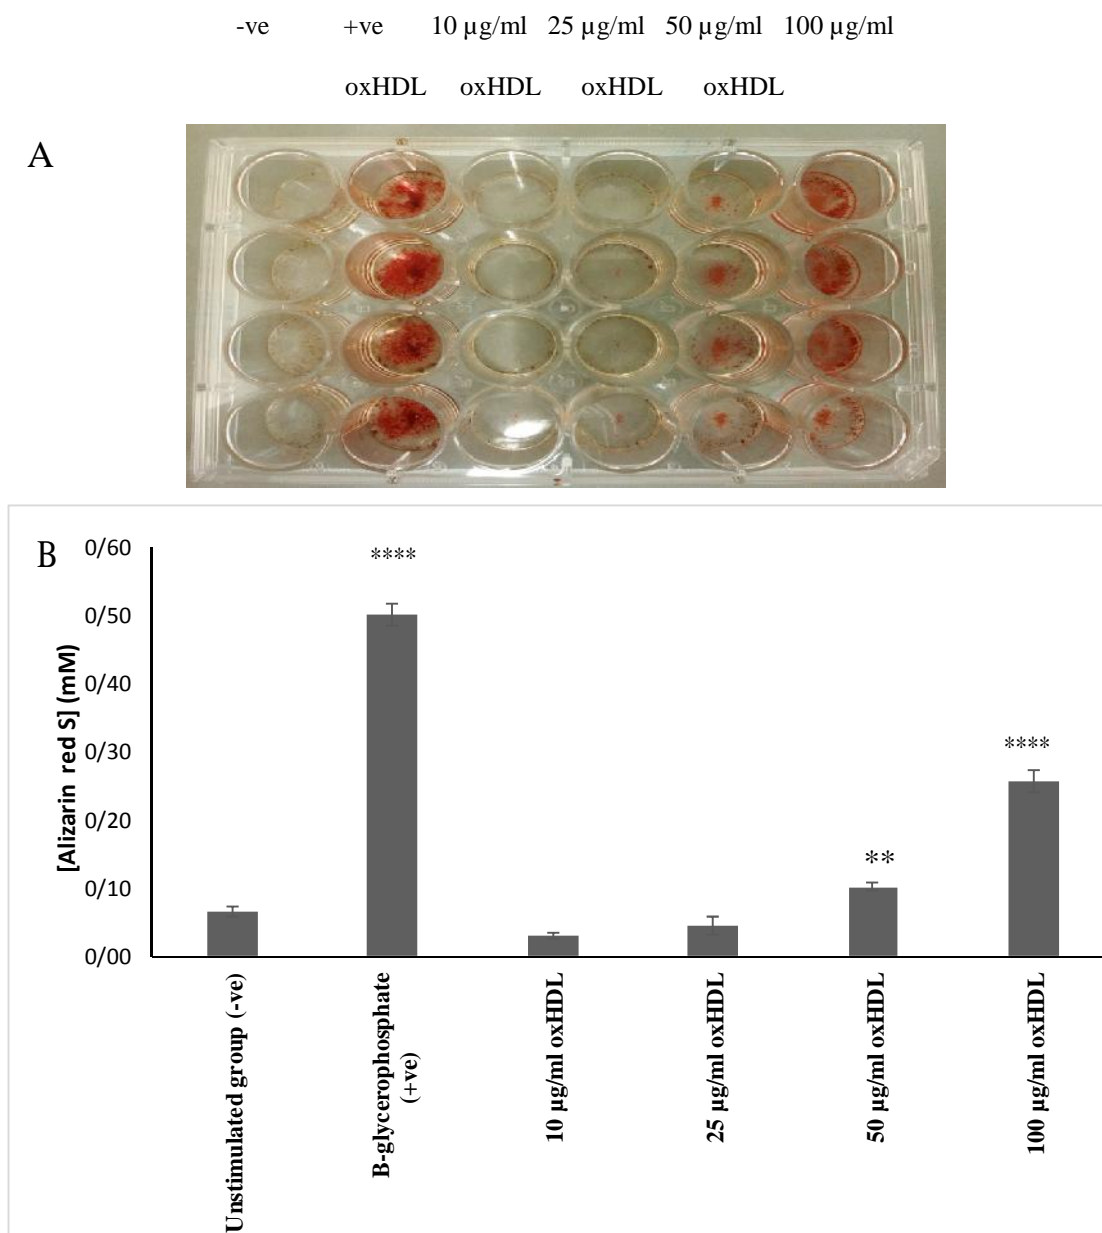 -ve +ve 10 µg/ml 25 µg/ml 50 µg/ml 100 µg/ml
oxHDL oxHDL oxHDL oxHDL
A
B
[Alizarin red S] (mM)
0/60
0/50
0/40
0/30
0/20
0/10
0/00
****
**
****
Unstimulated group (-ve)
B-glycerophosphate
(+ve)
10 µg/ml oxHDL
25 µg/ml oxHDL
50 µg/ml oxHDL
100 µg/ml oxHDL